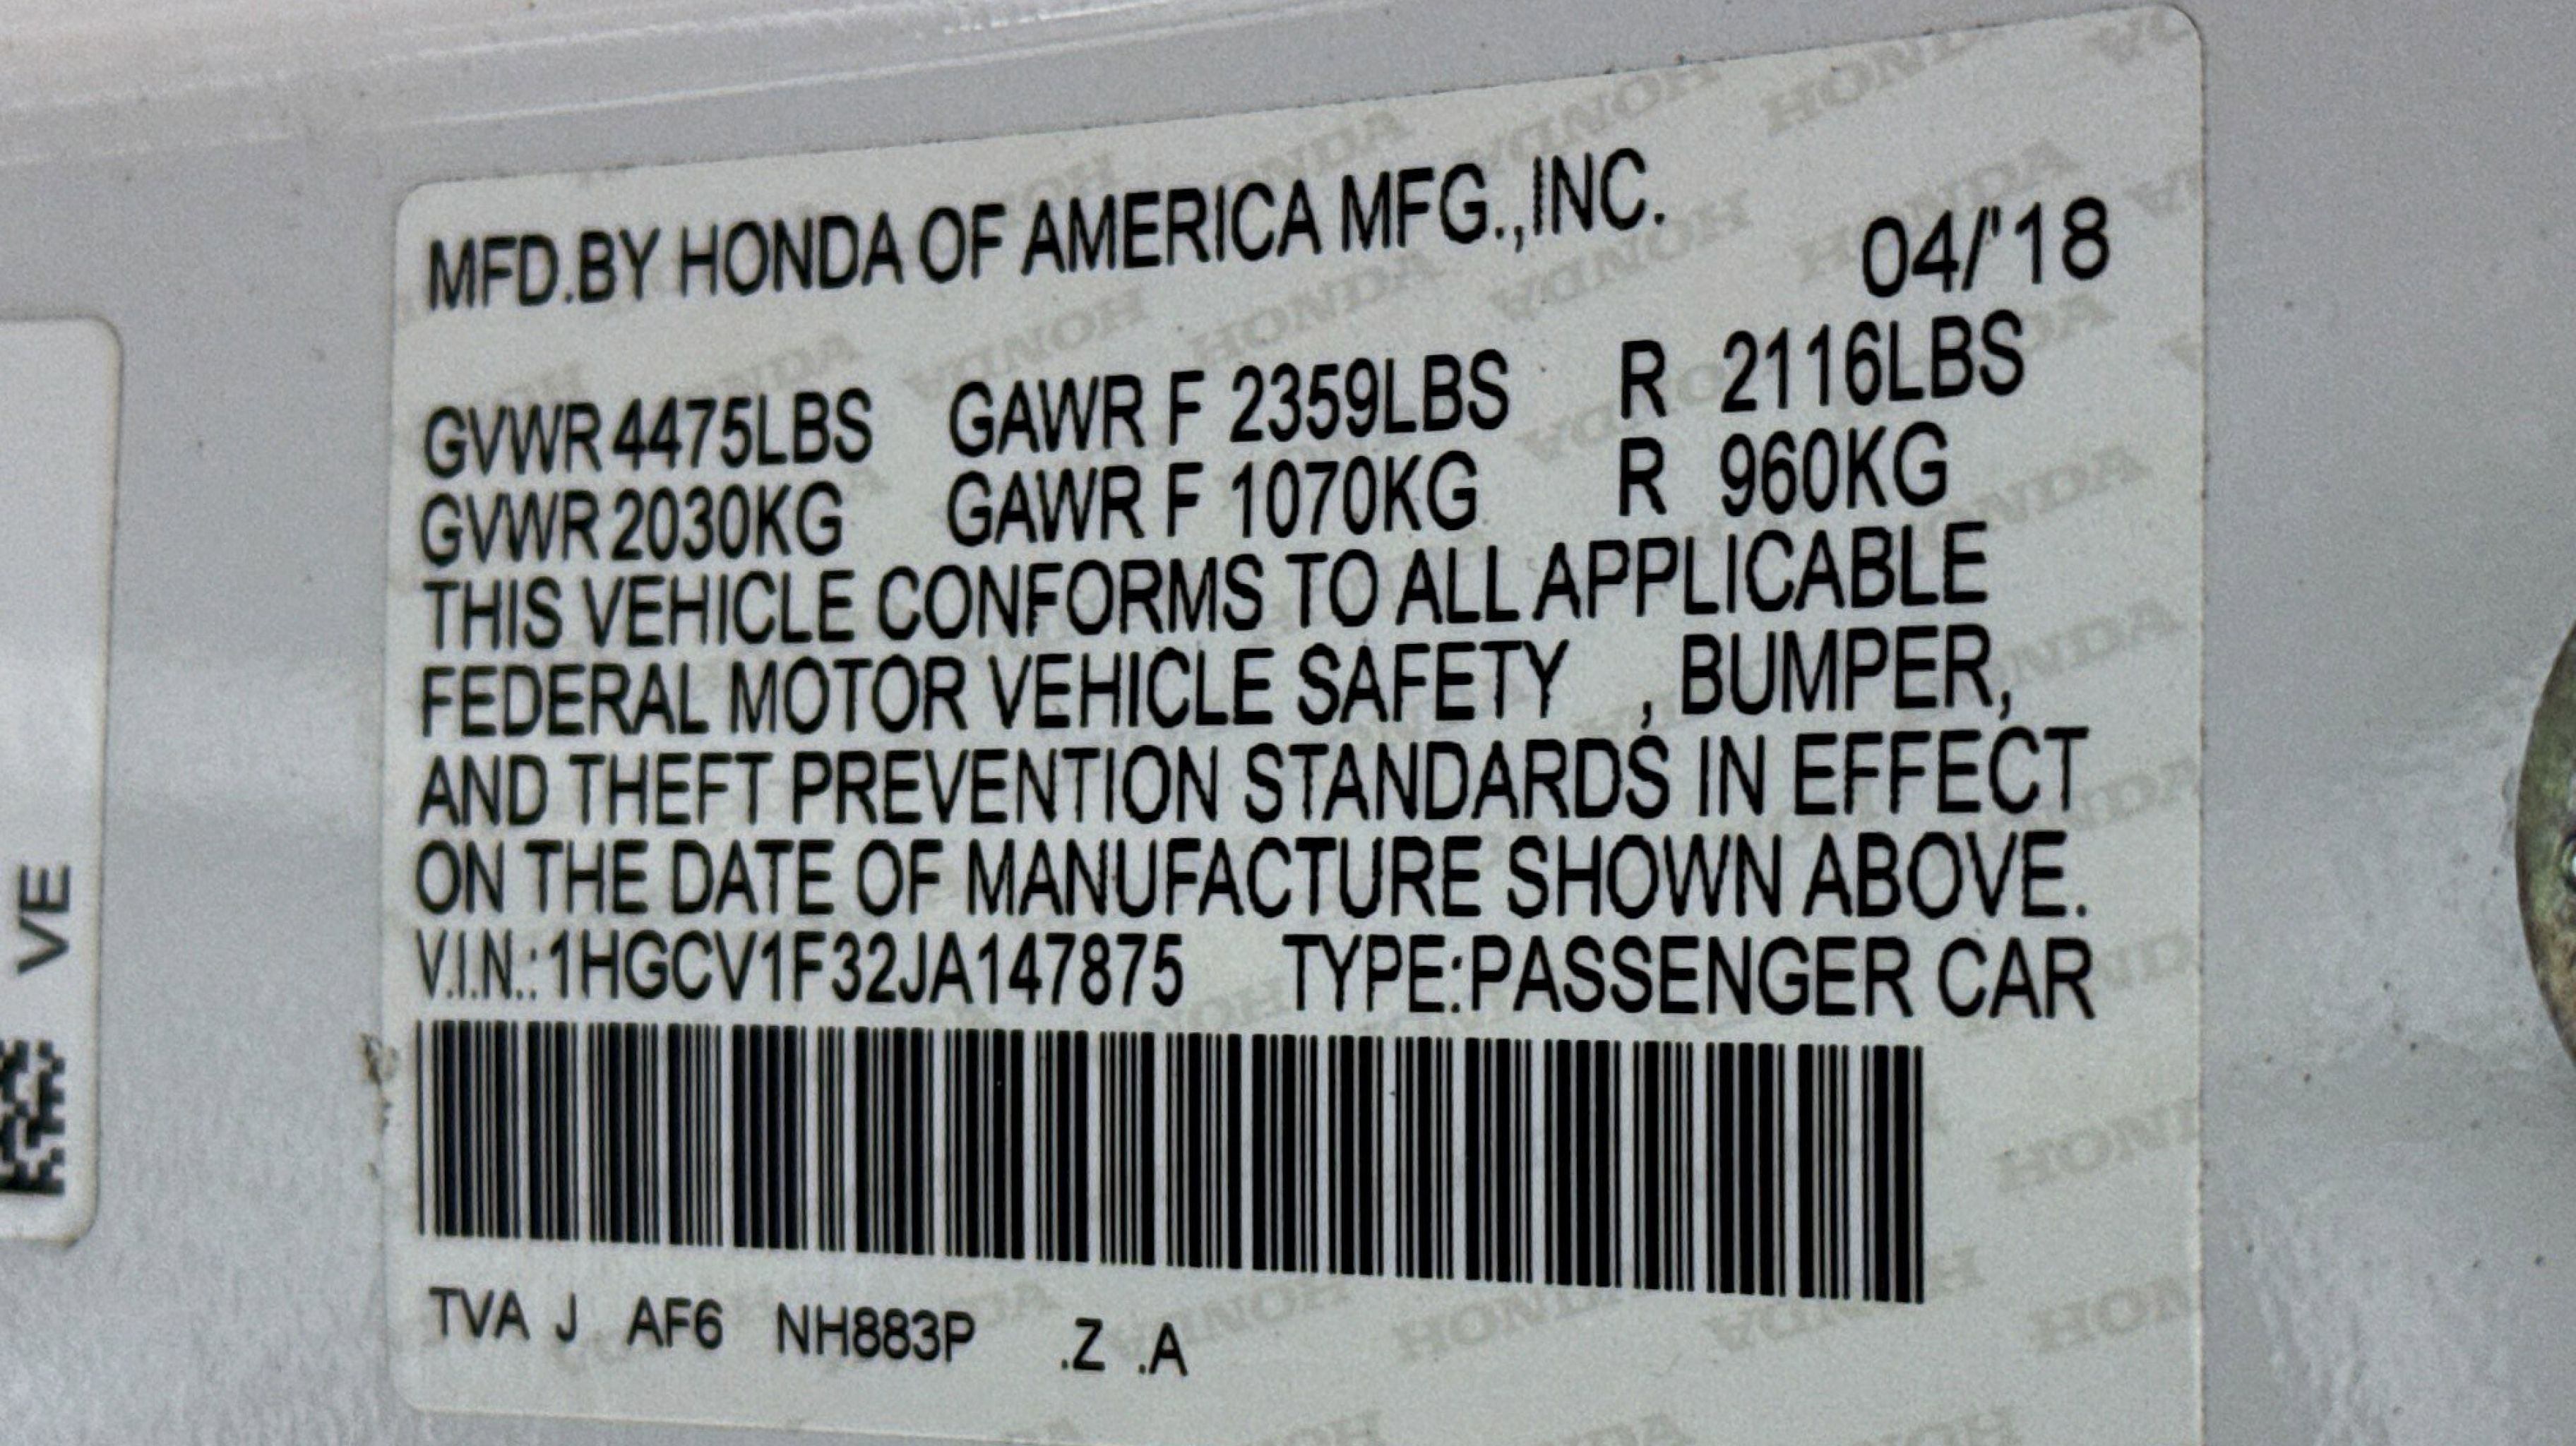 MFD.BY HONDA OF AMERICA MFG.,INC.
04/'18
GVWR 4475LBS GAWR F 2359LBS R 2116LBS
GVWR 2030KG GAWR F 1070KG R 960KG
THIS VEHICLE CONFORMS TO ALL APPLICABLE
FEDERAL MOTOR VEHICLE SAFETY , BUMPER,
AND THEFT PREVENTION STANDARDS IN EFFECT
ON THE DATE OF MANUFACTURE SHOWN ABOVE.
V.I.N.:1HGCV1F32JA147875 TYPE:PASSENGER CAR
TVA J AF6 NH883P .Z .A
VE
HONDA